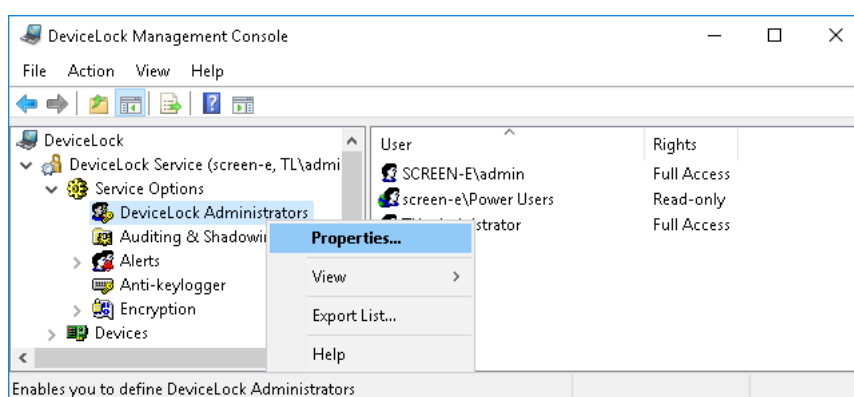 DeviceLock Management Console
File Action View Help
DeviceLock
DeviceLock Service (screen-e, TL\admi
Service Options
DeviceLock Administrators
Auditing & Shadowi
Alerts
Anti-keylogger
Encryption
Devices
User Rights
SCREEN-E\admin Full Access
screen-e\Power Users Read-only
strator Full Access
Properties...
View
Export List...
Help
Enables you to define DeviceLock Administrators